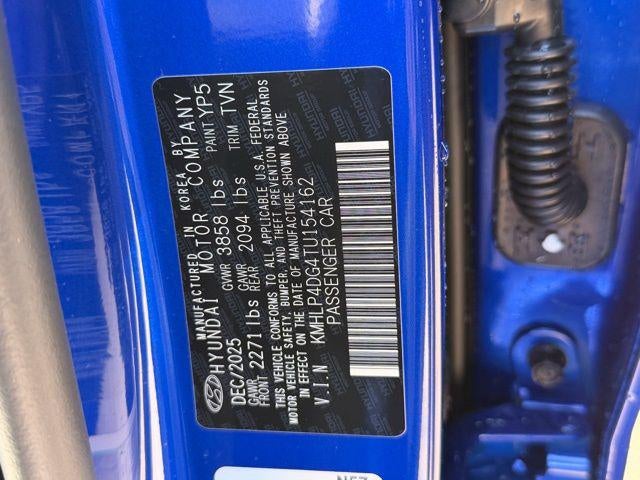 MANUFACTURED IN KOREA BY
HYUNDAI MOTOR COMPANY
DEC/2025 GVWR 3858 lbs PAINT YP5
GAWR FRONT 2271 lbs GAWR REAR 2094 lbs TRIM TVN
THIS VEHICLE CONFORMS TO ALL APPLICABLE U.S.A. FEDERAL
MOTOR VEHICLE SAFETY, BUMPER, AND THEFT PREVENTION STANDARDS
IN EFFECT ON THE DATE OF MANUFACTURE SHOWN ABOVE
V.I.N KMHLP4DG4TU154162
PASSENGER CAR